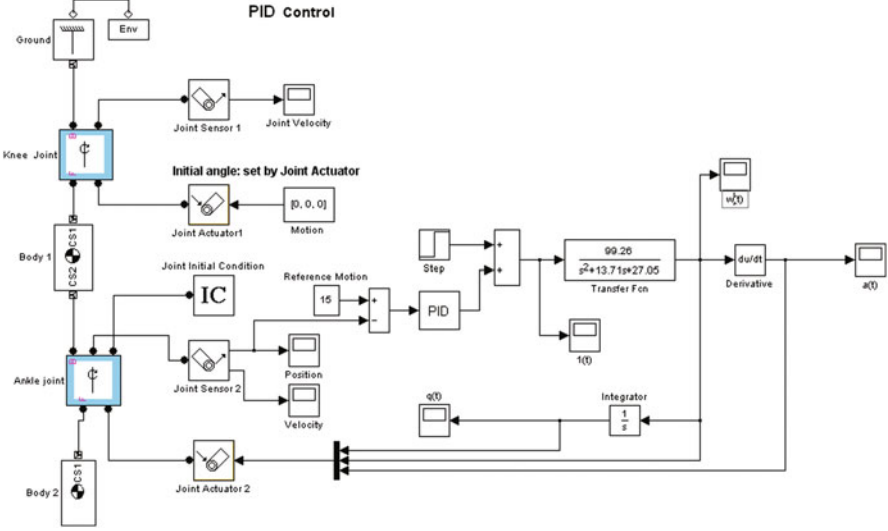 PID Control
Env
Ground
Joint Sensor 1
Joint Velocity
Knee Joint
B
F
Initial angle: set by Joint Actuator
[0, 0, 0]
Joint Actuator1
Motion
w(t)
CS1
Body 1
CS2
Joint Initial Condition
IC
Reference Motion
15
+
−
PID
Step
+
+
99.26
s²+13.71s+27.05
Transfer Fcn
du/dt
Derivative
a(t)
1(t)
Ankle joint
B
F
Joint Sensor 2
Position
Velocity
q(t)
Integrator
1
s
Joint Actuator 2
CS1
Body 2